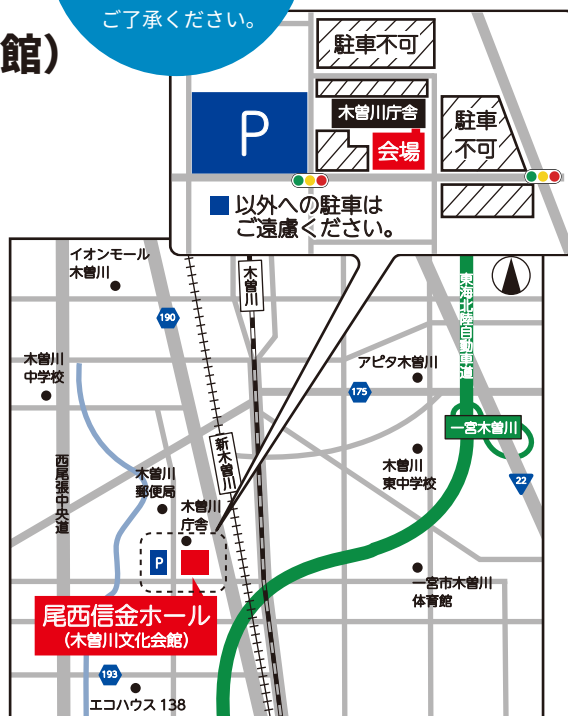 ご了承ください。
館）
駐車不可
木曽川庁舎
P
会場
駐車
不可
以外への駐車は
ご遠慮ください。
イオンモール
木曽川
木曽川
東海北陸自動車道
190
木曽川
中学校
アピタ木曽川
175
一宮木曽川
新木曽川
西尾張中央道
木曽川
郵便局
木曽川
東中学校
22
木曽川
庁舎
P
一宮市木曽川
体育館
尾西信金ホール
（木曽川文化会館）
193
エコハウス 138